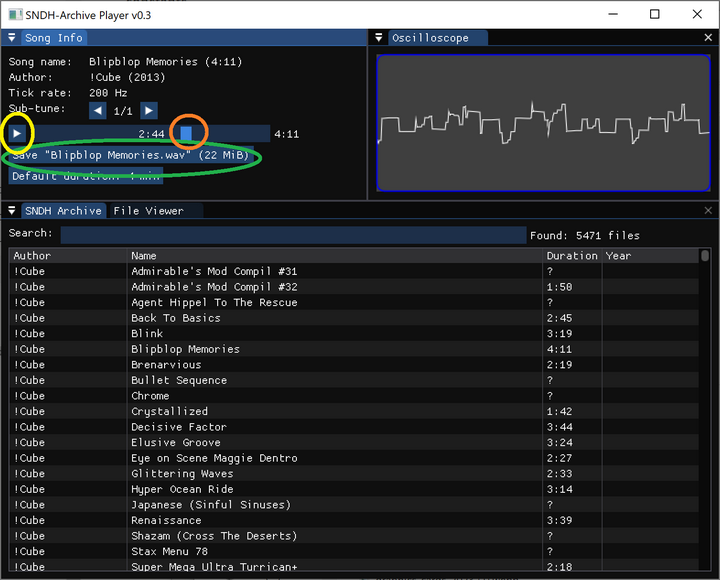 SNDH-Archive Player v0.3
Song Info
Song name: Blipblop Memories (4:11)
Author: !Cube (2013)
Tick rate: 200 Hz
Sub-tune: 1/1
2:44 4:11
Save "Blipblop Memories.wav" (22 MiB)
Default duration: 4 min
Oscilloscope
SNDH Archive File Viewer
Search: Found: 5471 files
Author Name Duration Year
!Cube Admirable's Mod Compil #31 ?
!Cube Admirable's Mod Compil #32 1:50
!Cube Agent Hippel To The Rescue ?
!Cube Back To Basics 2:45
!Cube Blink 3:19
!Cube Blipblop Memories 4:11
!Cube Brenarvious 2:19
!Cube Bullet Sequence ?
!Cube Chrome ?
!Cube Crystallized 1:42
!Cube Decisive Factor 3:44
!Cube Elusive Groove 3:24
!Cube Eye on Scene Maggie Dentro 2:27
!Cube Glittering Waves 2:33
!Cube Hyper Ocean Ride 3:14
!Cube Japanese (Sinful Sinuses) ?
!Cube Renaissance 3:39
!Cube Shazam (Cross The Deserts) ?
!Cube Stax Menu 78 ?
!Cube Super Mega Ultra Turrican+ 2:18